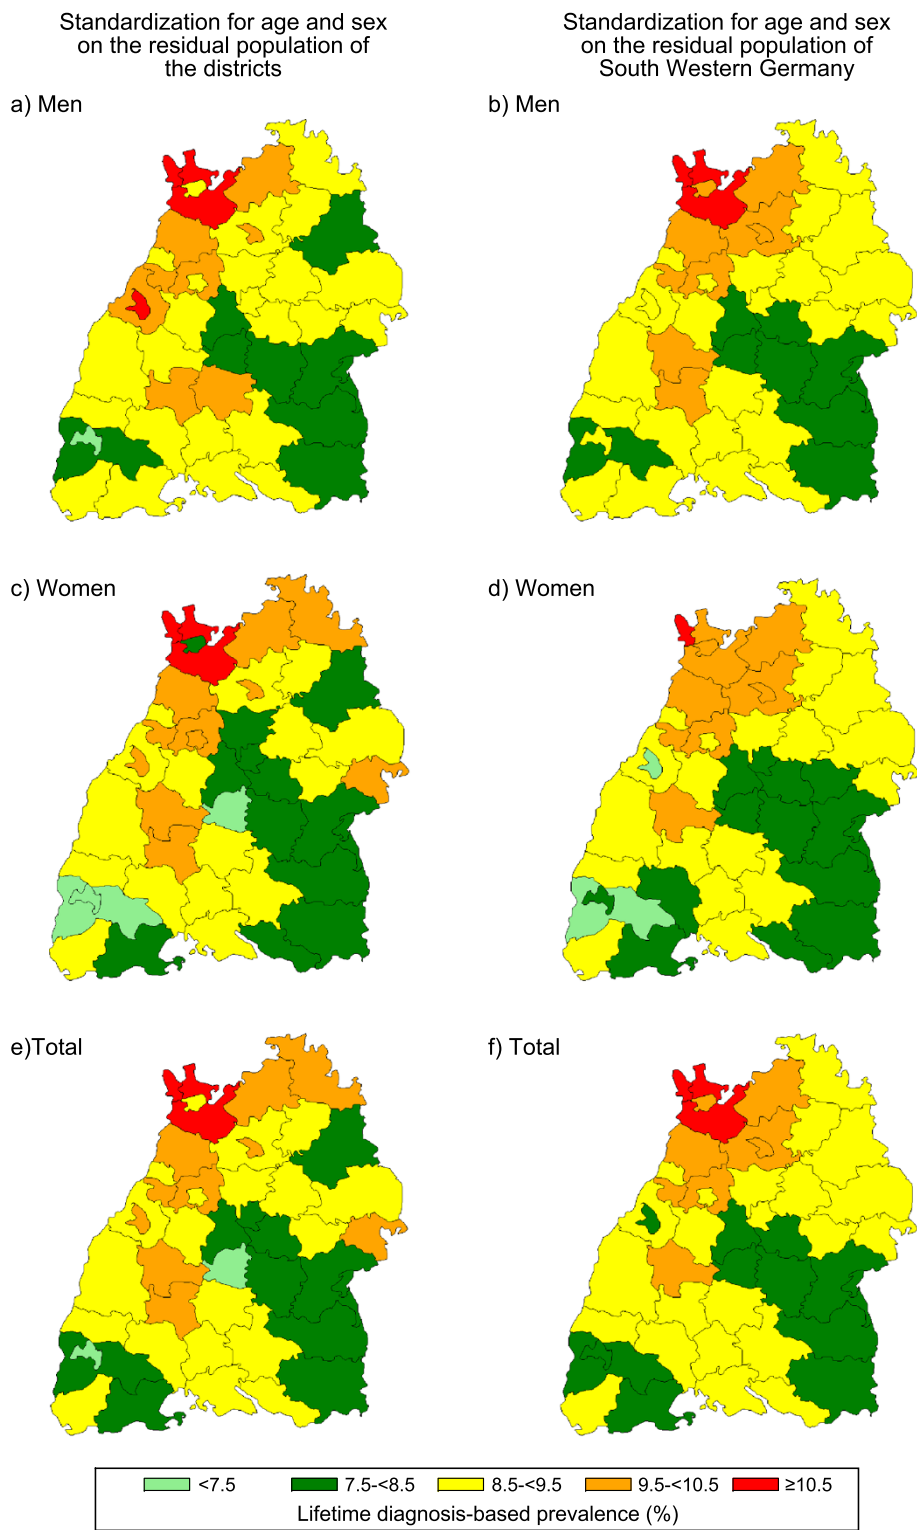 Standardization for age and sex
on the residual population of
the districts
Standardization for age and sex
on the residual population of
South Western Germany
a) Men
b) Men
c) Women
d) Women
e)Total
f) Total
<7.5
7.5-<8.5
8.5-<9.5
9.5-<10.5
≥10.5
Lifetime diagnosis-based prevalence (%)